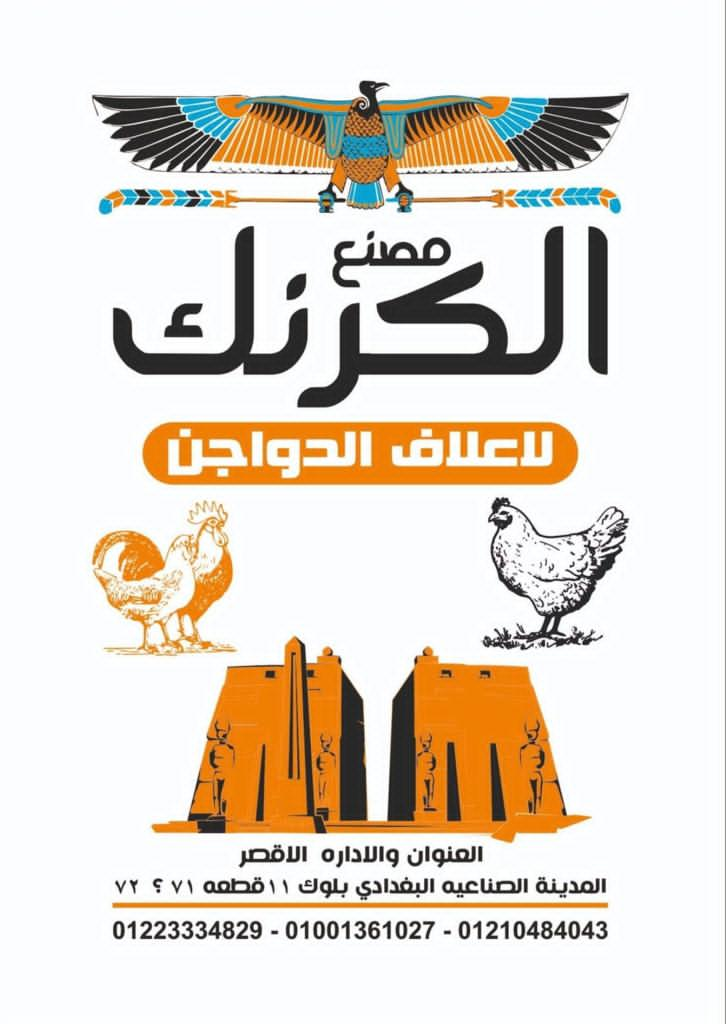 مصنع
الكرنك
لاعلاف الدواجن
العنوان والاداره الاقصر
المدينة الصناعيه البغدادي بلوك ١١ قطعه ٧١ ؟ ٧٢
01223334829 - 01001361027 - 01210484043